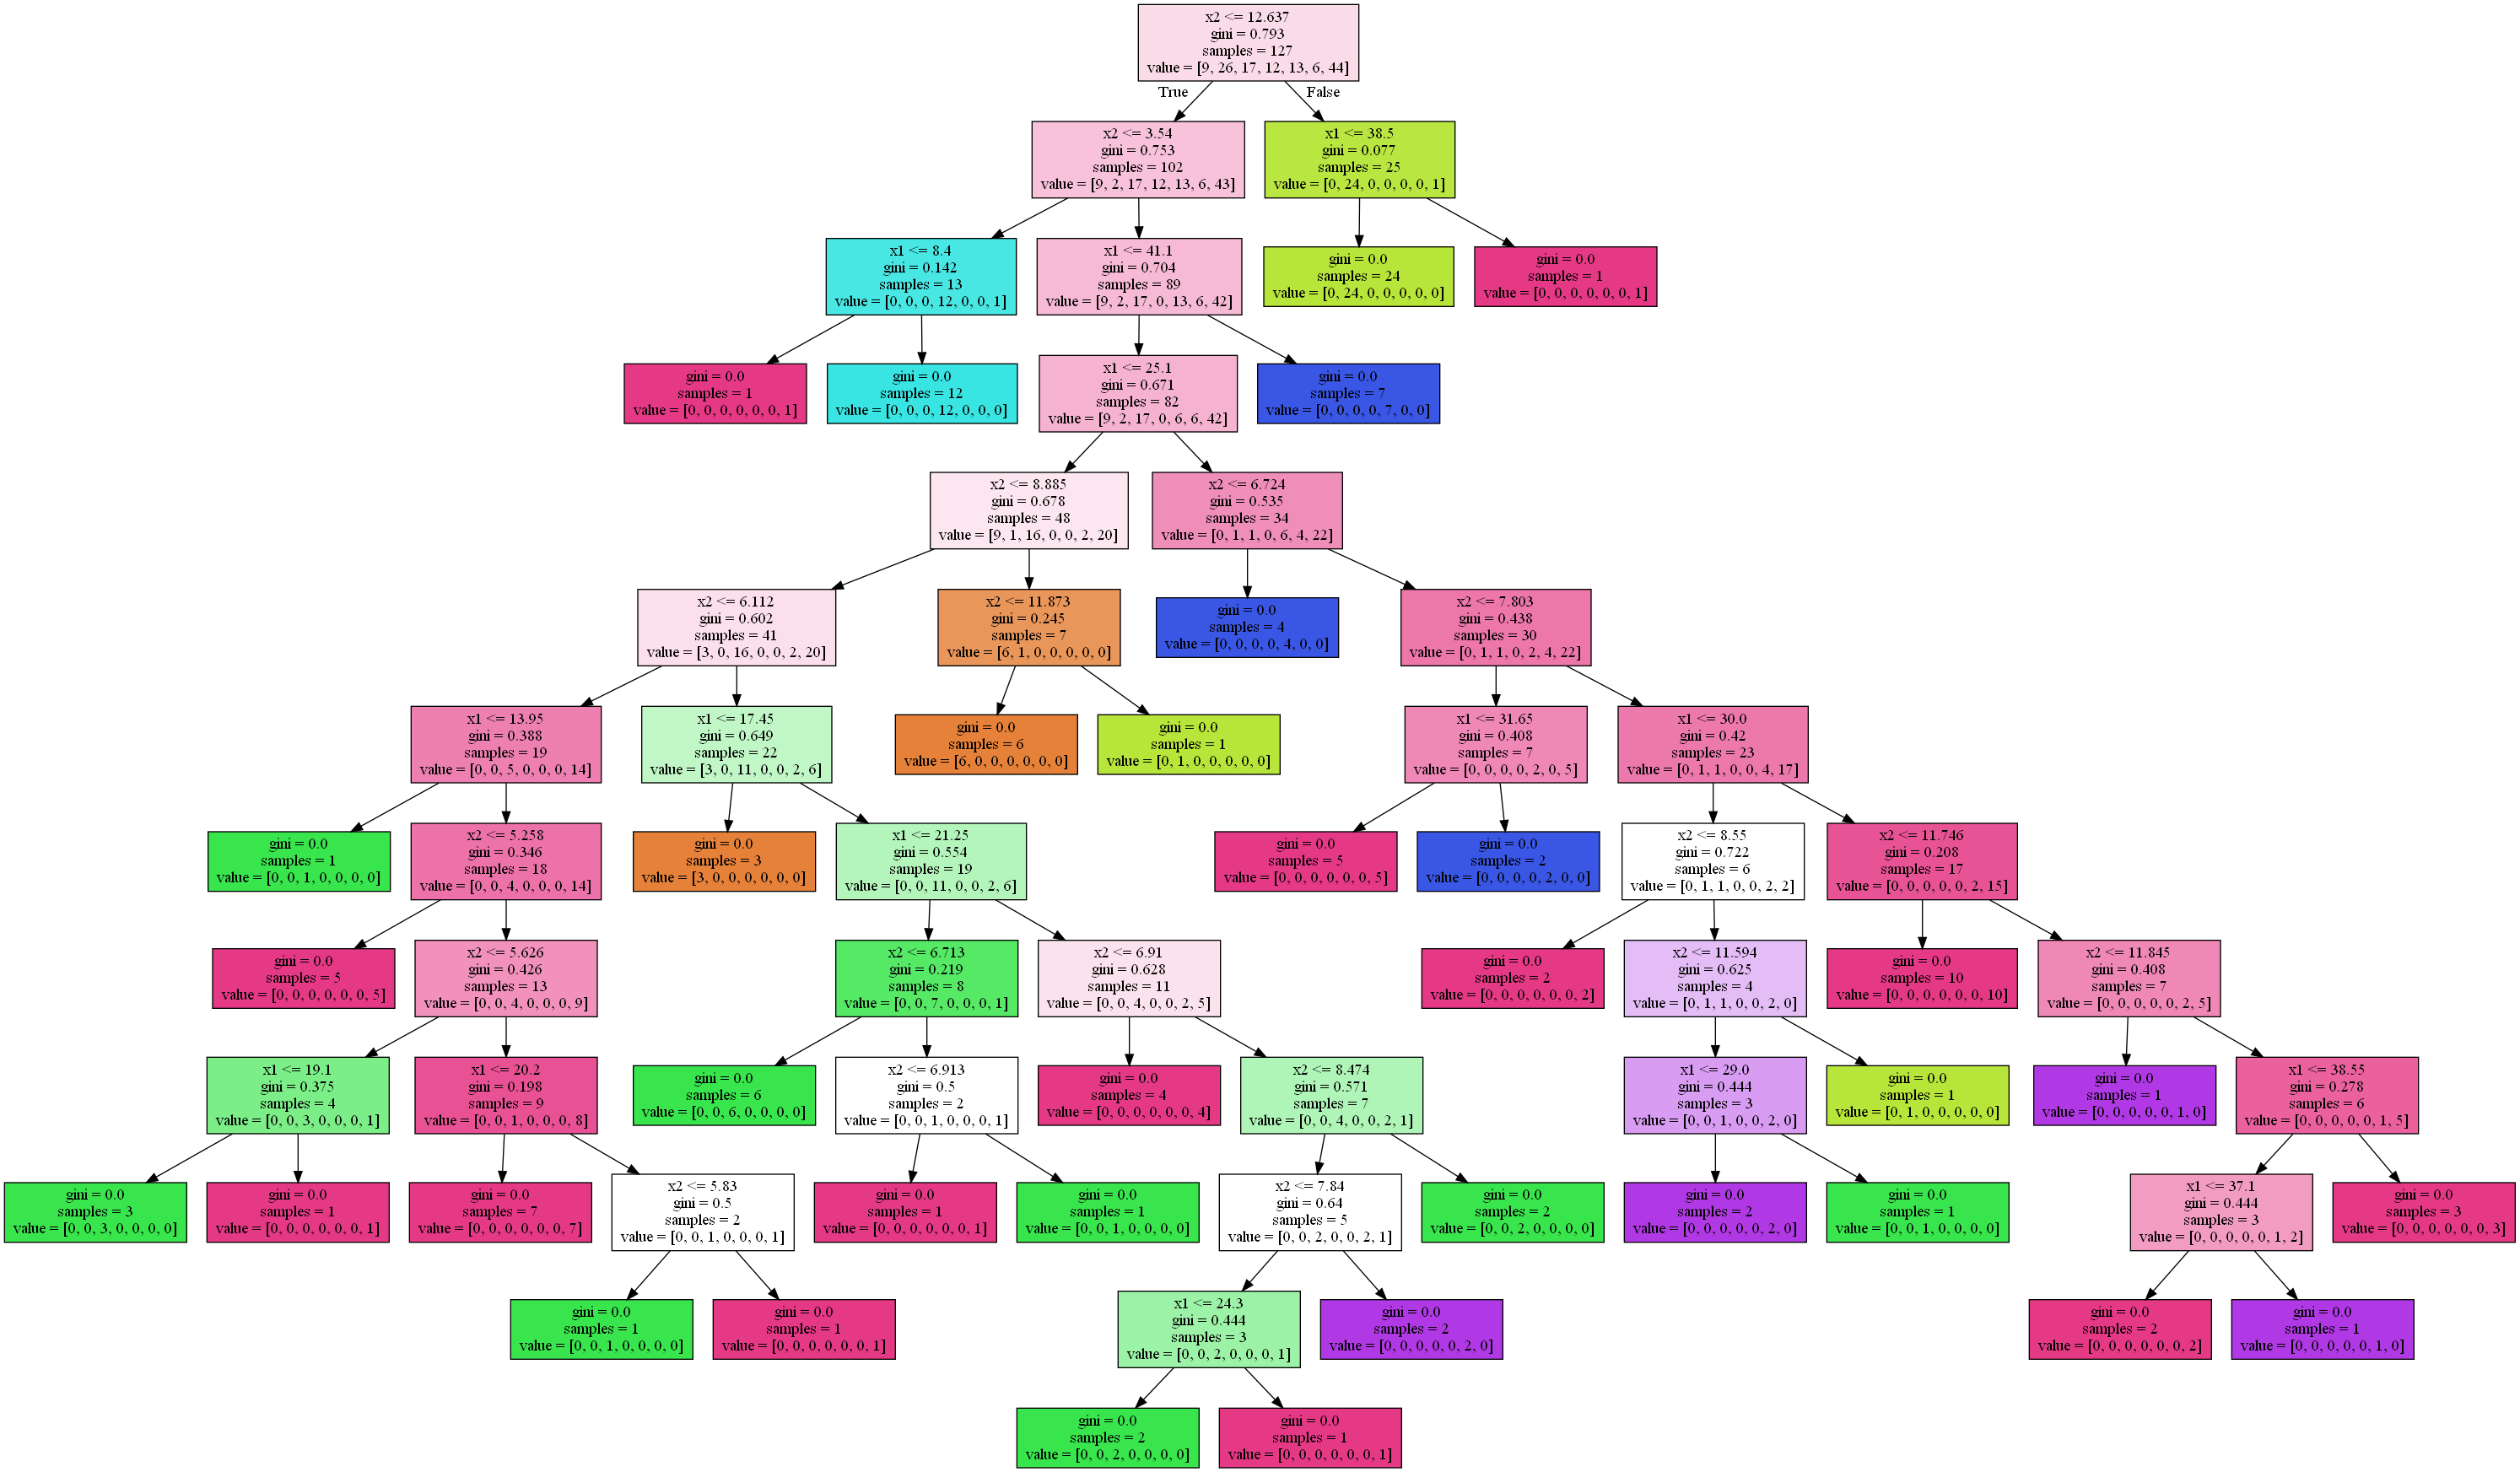 x2 <= 12.637
gini = 0.793
samples = 127
value = [9, 26, 17, 12, 13, 6, 44]
True
False
x2 <= 3.54
gini = 0.753
samples = 102
value = [9, 2, 17, 12, 13, 6, 43]
x1 <= 38.5
gini = 0.077
samples = 25
value = [0, 24, 0, 0, 0, 0, 1]
x1 <= 8.4
gini = 0.142
samples = 13
value = [0, 0, 0, 12, 0, 0, 1]
x1 <= 41.1
gini = 0.704
samples = 89
value = [9, 2, 17, 0, 13, 6, 42]
gini = 0.0
samples = 24
value = [0, 24, 0, 0, 0, 0, 0]
gini = 0.0
samples = 1
value = [0, 0, 0, 0, 0, 0, 1]
gini = 0.0
samples = 1
value = [0, 0, 0, 0, 0, 0, 1]
gini = 0.0
samples = 12
value = [0, 0, 0, 12, 0, 0, 0]
x1 <= 25.1
gini = 0.671
samples = 82
value = [9, 2, 17, 0, 6, 6, 42]
gini = 0.0
samples = 7
value = [0, 0, 0, 0, 7, 0, 0]
x2 <= 8.885
gini = 0.678
samples = 48
value = [9, 1, 16, 0, 0, 2, 20]
x2 <= 6.724
gini = 0.535
samples = 34
value = [0, 1, 1, 0, 6, 4, 22]
x2 <= 6.112
gini = 0.602
samples = 41
value = [3, 0, 16, 0, 0, 2, 20]
x2 <= 11.873
gini = 0.245
samples = 7
value = [6, 1, 0, 0, 0, 0, 0]
gini = 0.0
samples = 4
value = [0, 0, 0, 0, 4, 0, 0]
x2 <= 7.803
gini = 0.438
samples = 30
value = [0, 1, 1, 0, 2, 4, 22]
x1 <= 13.95
gini = 0.388
samples = 19
value = [0, 0, 5, 0, 0, 0, 14]
x1 <= 17.45
gini = 0.649
samples = 22
value = [3, 0, 11, 0, 0, 2, 6]
gini = 0.0
samples = 6
value = [6, 0, 0, 0, 0, 0, 0]
gini = 0.0
samples = 1
value = [0, 1, 0, 0, 0, 0, 0]
x1 <= 31.65
gini = 0.408
samples = 7
value = [0, 0, 0, 0, 2, 0, 5]
x1 <= 30.0
gini = 0.42
samples = 23
value = [0, 1, 1, 0, 0, 4, 17]
gini = 0.0
samples = 1
value = [0, 0, 1, 0, 0, 0, 0]
x2 <= 5.258
gini = 0.346
samples = 18
value = [0, 0, 4, 0, 0, 0, 14]
gini = 0.0
samples = 3
value = [3, 0, 0, 0, 0, 0, 0]
x1 <= 21.25
gini = 0.554
samples = 19
value = [0, 0, 11, 0, 0, 2, 6]
gini = 0.0
samples = 5
value = [0, 0, 0, 0, 0, 0, 5]
gini = 0.0
samples = 2
value = [0, 0, 0, 0, 2, 0, 0]
x2 <= 8.55
gini = 0.722
samples = 6
value = [0, 1, 1, 0, 0, 2, 2]
x2 <= 11.746
gini = 0.208
samples = 17
value = [0, 0, 0, 0, 0, 2, 15]
gini = 0.0
samples = 5
value = [0, 0, 0, 0, 0, 0, 5]
x2 <= 5.626
gini = 0.426
samples = 13
value = [0, 0, 4, 0, 0, 0, 9]
x2 <= 6.713
gini = 0.219
samples = 8
value = [0, 0, 7, 0, 0, 0, 1]
x2 <= 6.91
gini = 0.628
samples = 11
value = [0, 0, 4, 0, 0, 2, 5]
gini = 0.0
samples = 2
value = [0, 0, 0, 0, 0, 0, 2]
x2 <= 11.594
gini = 0.625
samples = 4
value = [0, 1, 1, 0, 0, 2, 0]
gini = 0.0
samples = 10
value = [0, 0, 0, 0, 0, 0, 10]
x2 <= 11.845
gini = 0.408
samples = 7
value = [0, 0, 0, 0, 0, 2, 5]
x1 <= 19.1
gini = 0.375
samples = 4
value = [0, 0, 3, 0, 0, 0, 1]
x1 <= 20.2
gini = 0.198
samples = 9
value = [0, 0, 1, 0, 0, 0, 8]
gini = 0.0
samples = 6
value = [0, 0, 6, 0, 0, 0, 0]
x2 <= 6.913
gini = 0.5
samples = 2
value = [0, 0, 1, 0, 0, 0, 1]
gini = 0.0
samples = 4
value = [0, 0, 0, 0, 0, 0, 4]
x2 <= 8.474
gini = 0.571
samples = 7
value = [0, 0, 4, 0, 0, 2, 1]
x1 <= 29.0
gini = 0.444
samples = 3
value = [0, 0, 1, 0, 0, 2, 0]
gini = 0.0
samples = 1
value = [0, 1, 0, 0, 0, 0, 0]
gini = 0.0
samples = 1
value = [0, 0, 0, 0, 0, 1, 0]
x1 <= 38.55
gini = 0.278
samples = 6
value = [0, 0, 0, 0, 0, 1, 5]
gini = 0.0
samples = 3
value = [0, 0, 3, 0, 0, 0, 0]
gini = 0.0
samples = 1
value = [0, 0, 0, 0, 0, 0, 1]
gini = 0.0
samples = 7
value = [0, 0, 0, 0, 0, 0, 7]
x2 <= 5.83
gini = 0.5
samples = 2
value = [0, 0, 1, 0, 0, 0, 1]
gini = 0.0
samples = 1
value = [0, 0, 0, 0, 0, 0, 1]
gini = 0.0
samples = 1
value = [0, 0, 1, 0, 0, 0, 0]
x2 <= 7.84
gini = 0.64
samples = 5
value = [0, 0, 2, 0, 0, 2, 1]
gini = 0.0
samples = 2
value = [0, 0, 2, 0, 0, 0, 0]
gini = 0.0
samples = 2
value = [0, 0, 0, 0, 0, 2, 0]
gini = 0.0
samples = 1
value = [0, 0, 1, 0, 0, 0, 0]
x1 <= 37.1
gini = 0.444
samples = 3
value = [0, 0, 0, 0, 0, 1, 2]
gini = 0.0
samples = 3
value = [0, 0, 0, 0, 0, 0, 3]
gini = 0.0
samples = 1
value = [0, 0, 1, 0, 0, 0, 0]
gini = 0.0
samples = 1
value = [0, 0, 0, 0, 0, 0, 1]
x1 <= 24.3
gini = 0.444
samples = 3
value = [0, 0, 2, 0, 0, 0, 1]
gini = 0.0
samples = 2
value = [0, 0, 0, 0, 0, 2, 0]
gini = 0.0
samples = 2
value = [0, 0, 0, 0, 0, 0, 2]
gini = 0.0
samples = 1
value = [0, 0, 0, 0, 0, 1, 0]
gini = 0.0
samples = 2
value = [0, 0, 2, 0, 0, 0, 0]
gini = 0.0
samples = 1
value = [0, 0, 0, 0, 0, 0, 1]